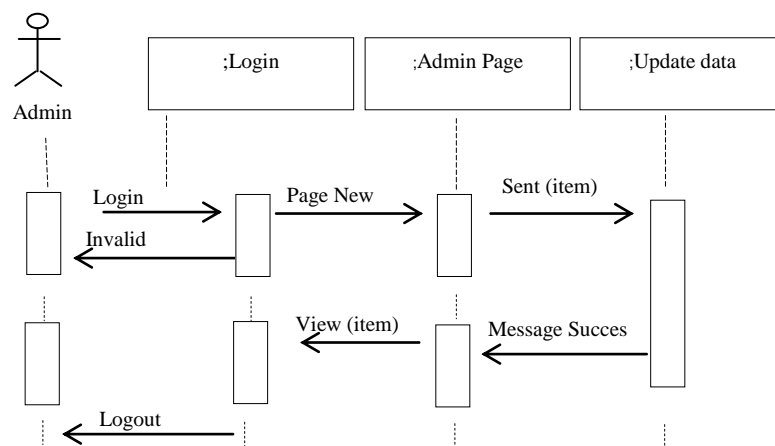 ;Login
;Admin Page
;Update data
Admin
Login
Page New
Sent (item)
Invalid
View (item)
Message Succes
Logout